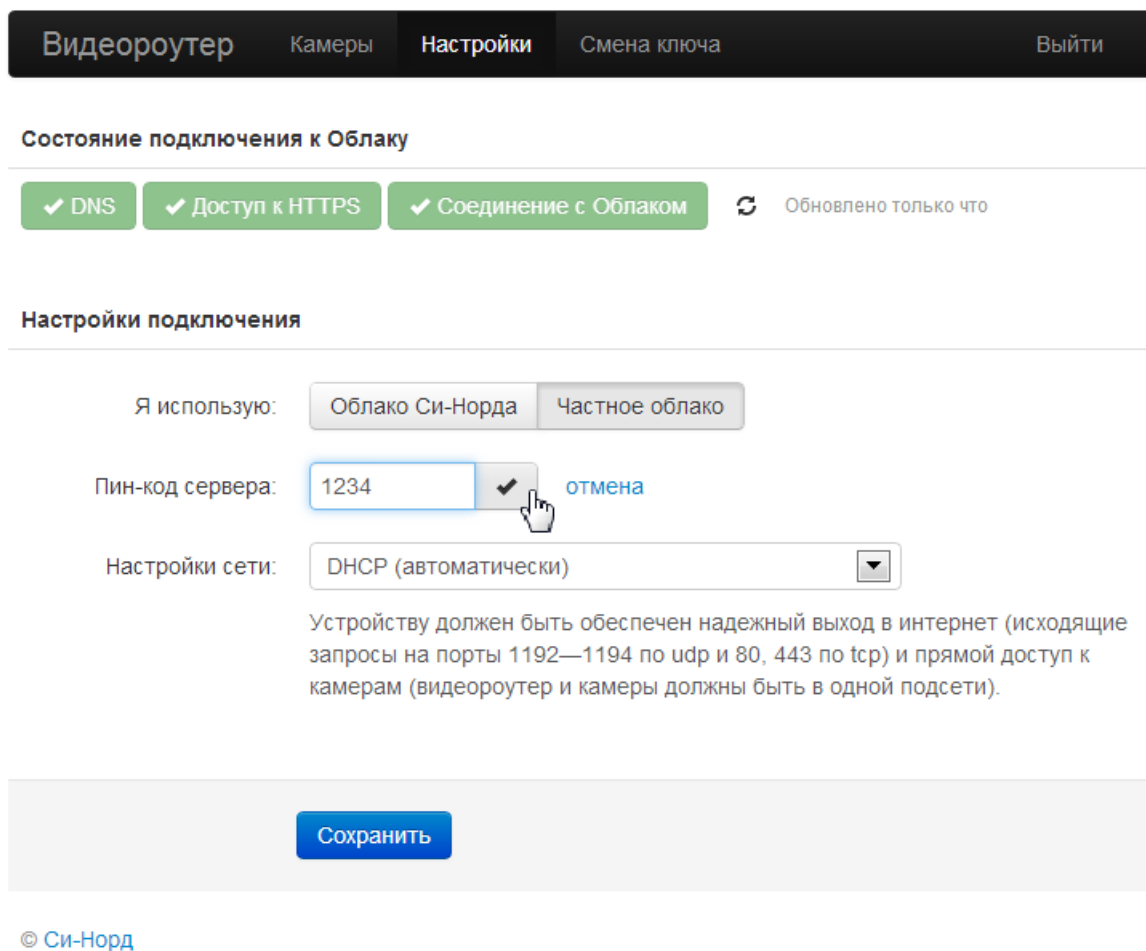 Видеороутер Камеры Настройки Смена ключа Выйти
Состояние подключения к Облаку
DNS Доступ к HTTPS Соединение с Облаком Обновлено только что
Настройки подключения
Я использую: Облако Си-Норда Частное облако
Пин-код сервера: 1234 отмена
Настройки сети: DHCP (автоматически)
Устройству должен быть обеспечен надежный выход в интернет (исходящие
запросы на порты 1192—1194 по udp и 80, 443 по tcp) и прямой доступ к
камерам (видеороутер и камеры должны быть в одной подсети).
Сохранить
© Си-Норд